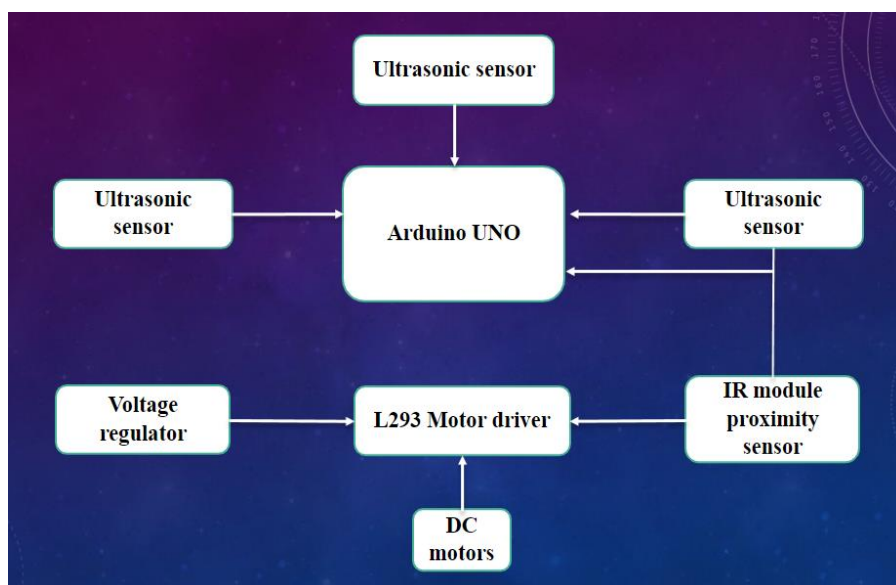 Ultrasonic sensor
Ultrasonic
sensor
Arduino UNO
Ultrasonic
sensor
Voltage
regulator
L293 Motor driver
IR module
proximity
sensor
DC
motors